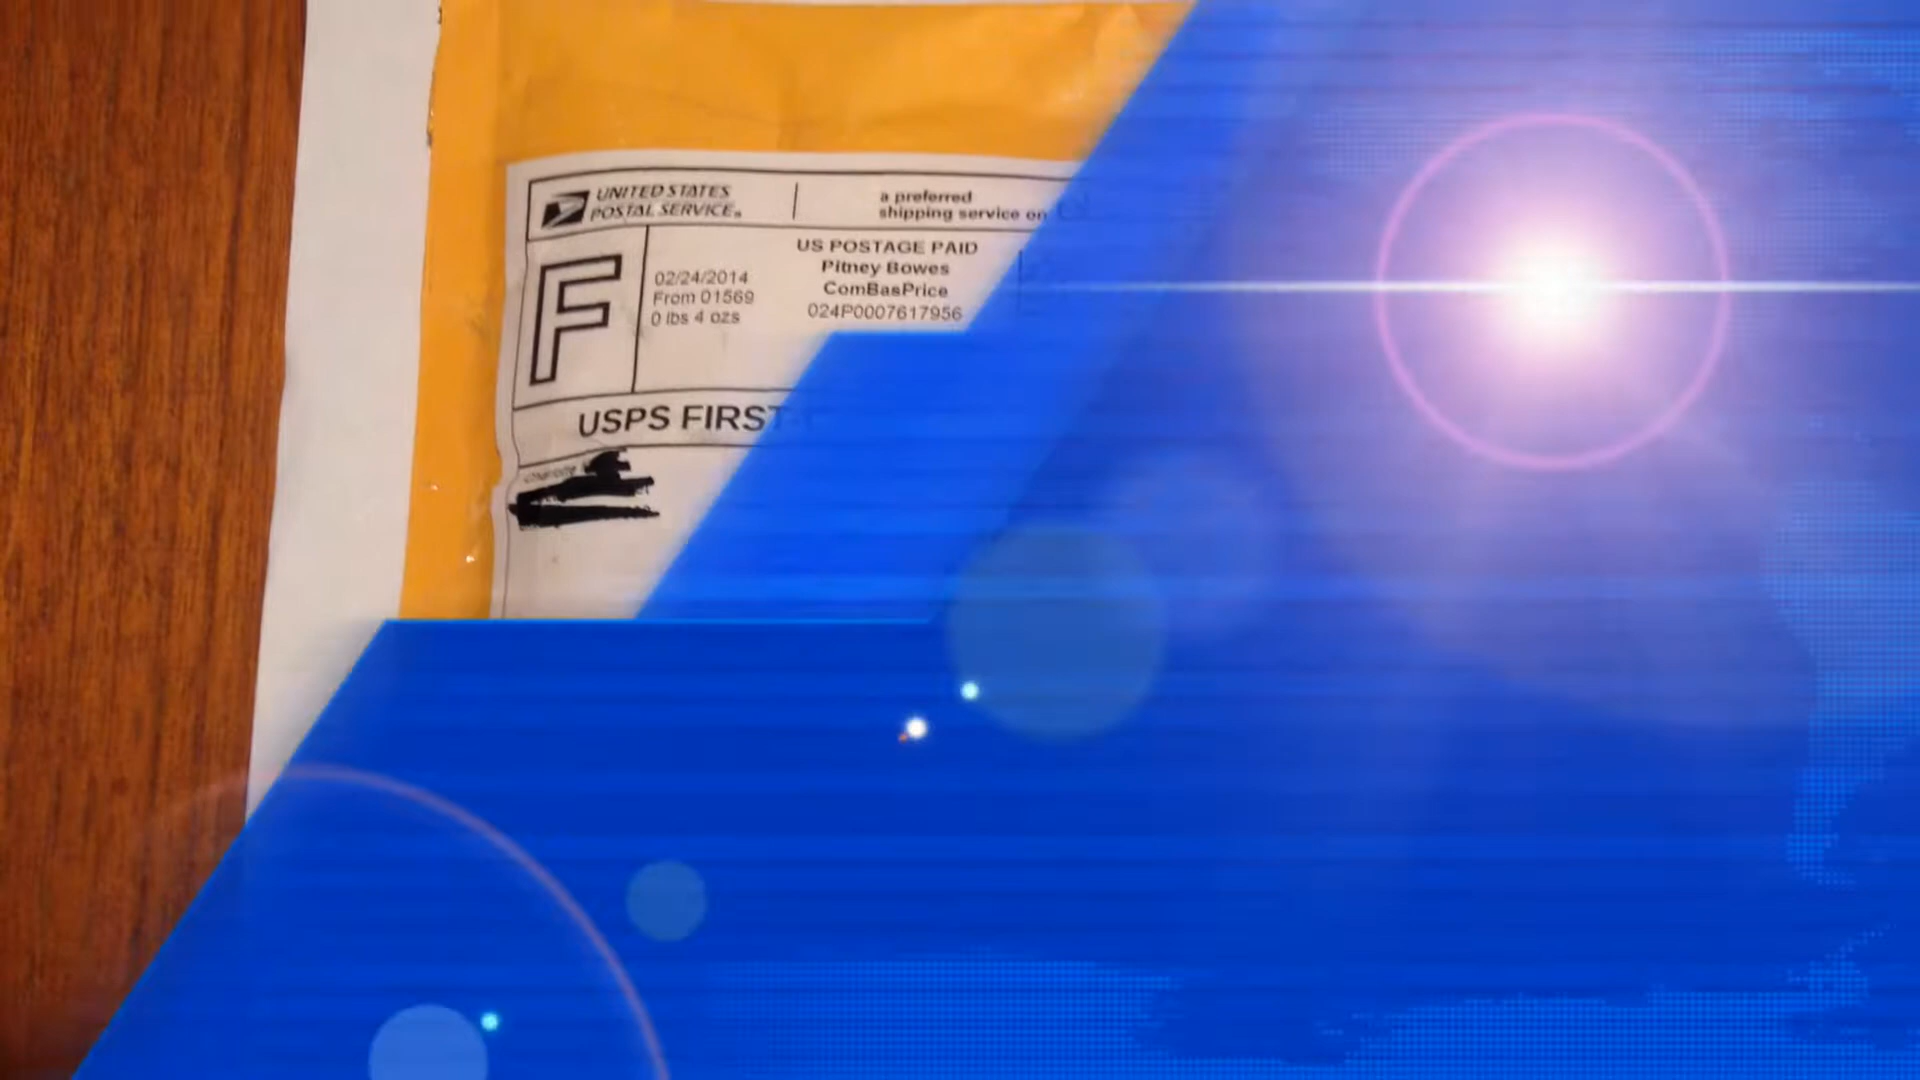 UNITED STATES
POSTAL SERVICE®
a preferred
shipping service on
F
02/24/2014
From 01569
0 lbs 4 ozs
US POSTAGE PAID
Pitney Bowes
ComBasPrice
024P0007617956
USPS FIRST-